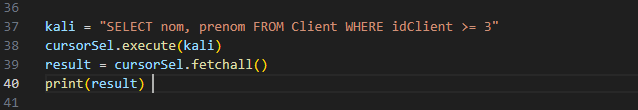 36
37 kali = "SELECT nom, prenom FROM Client WHERE idClient >= 3"
38 cursorSel.execute(kali)
39 result = cursorSel.fetchall()
40 print(result)
41